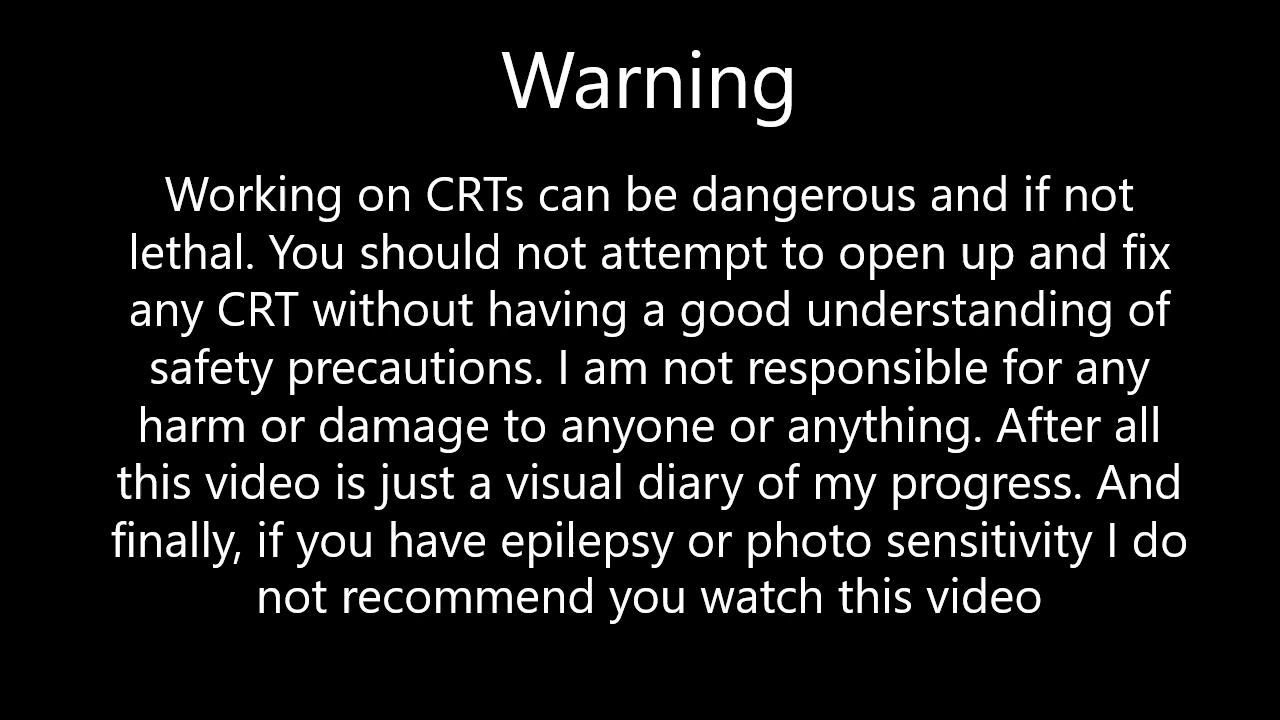 Warning
Working on CRTs can be dangerous and if not
lethal. You should not attempt to open up and fix
any CRT without having a good understanding of
safety precautions. I am not responsible for any
harm or damage to anyone or anything. After all
this video is just a visual diary of my progress. And
finally, if you have epilepsy or photo sensitivity I do
not recommend you watch this video